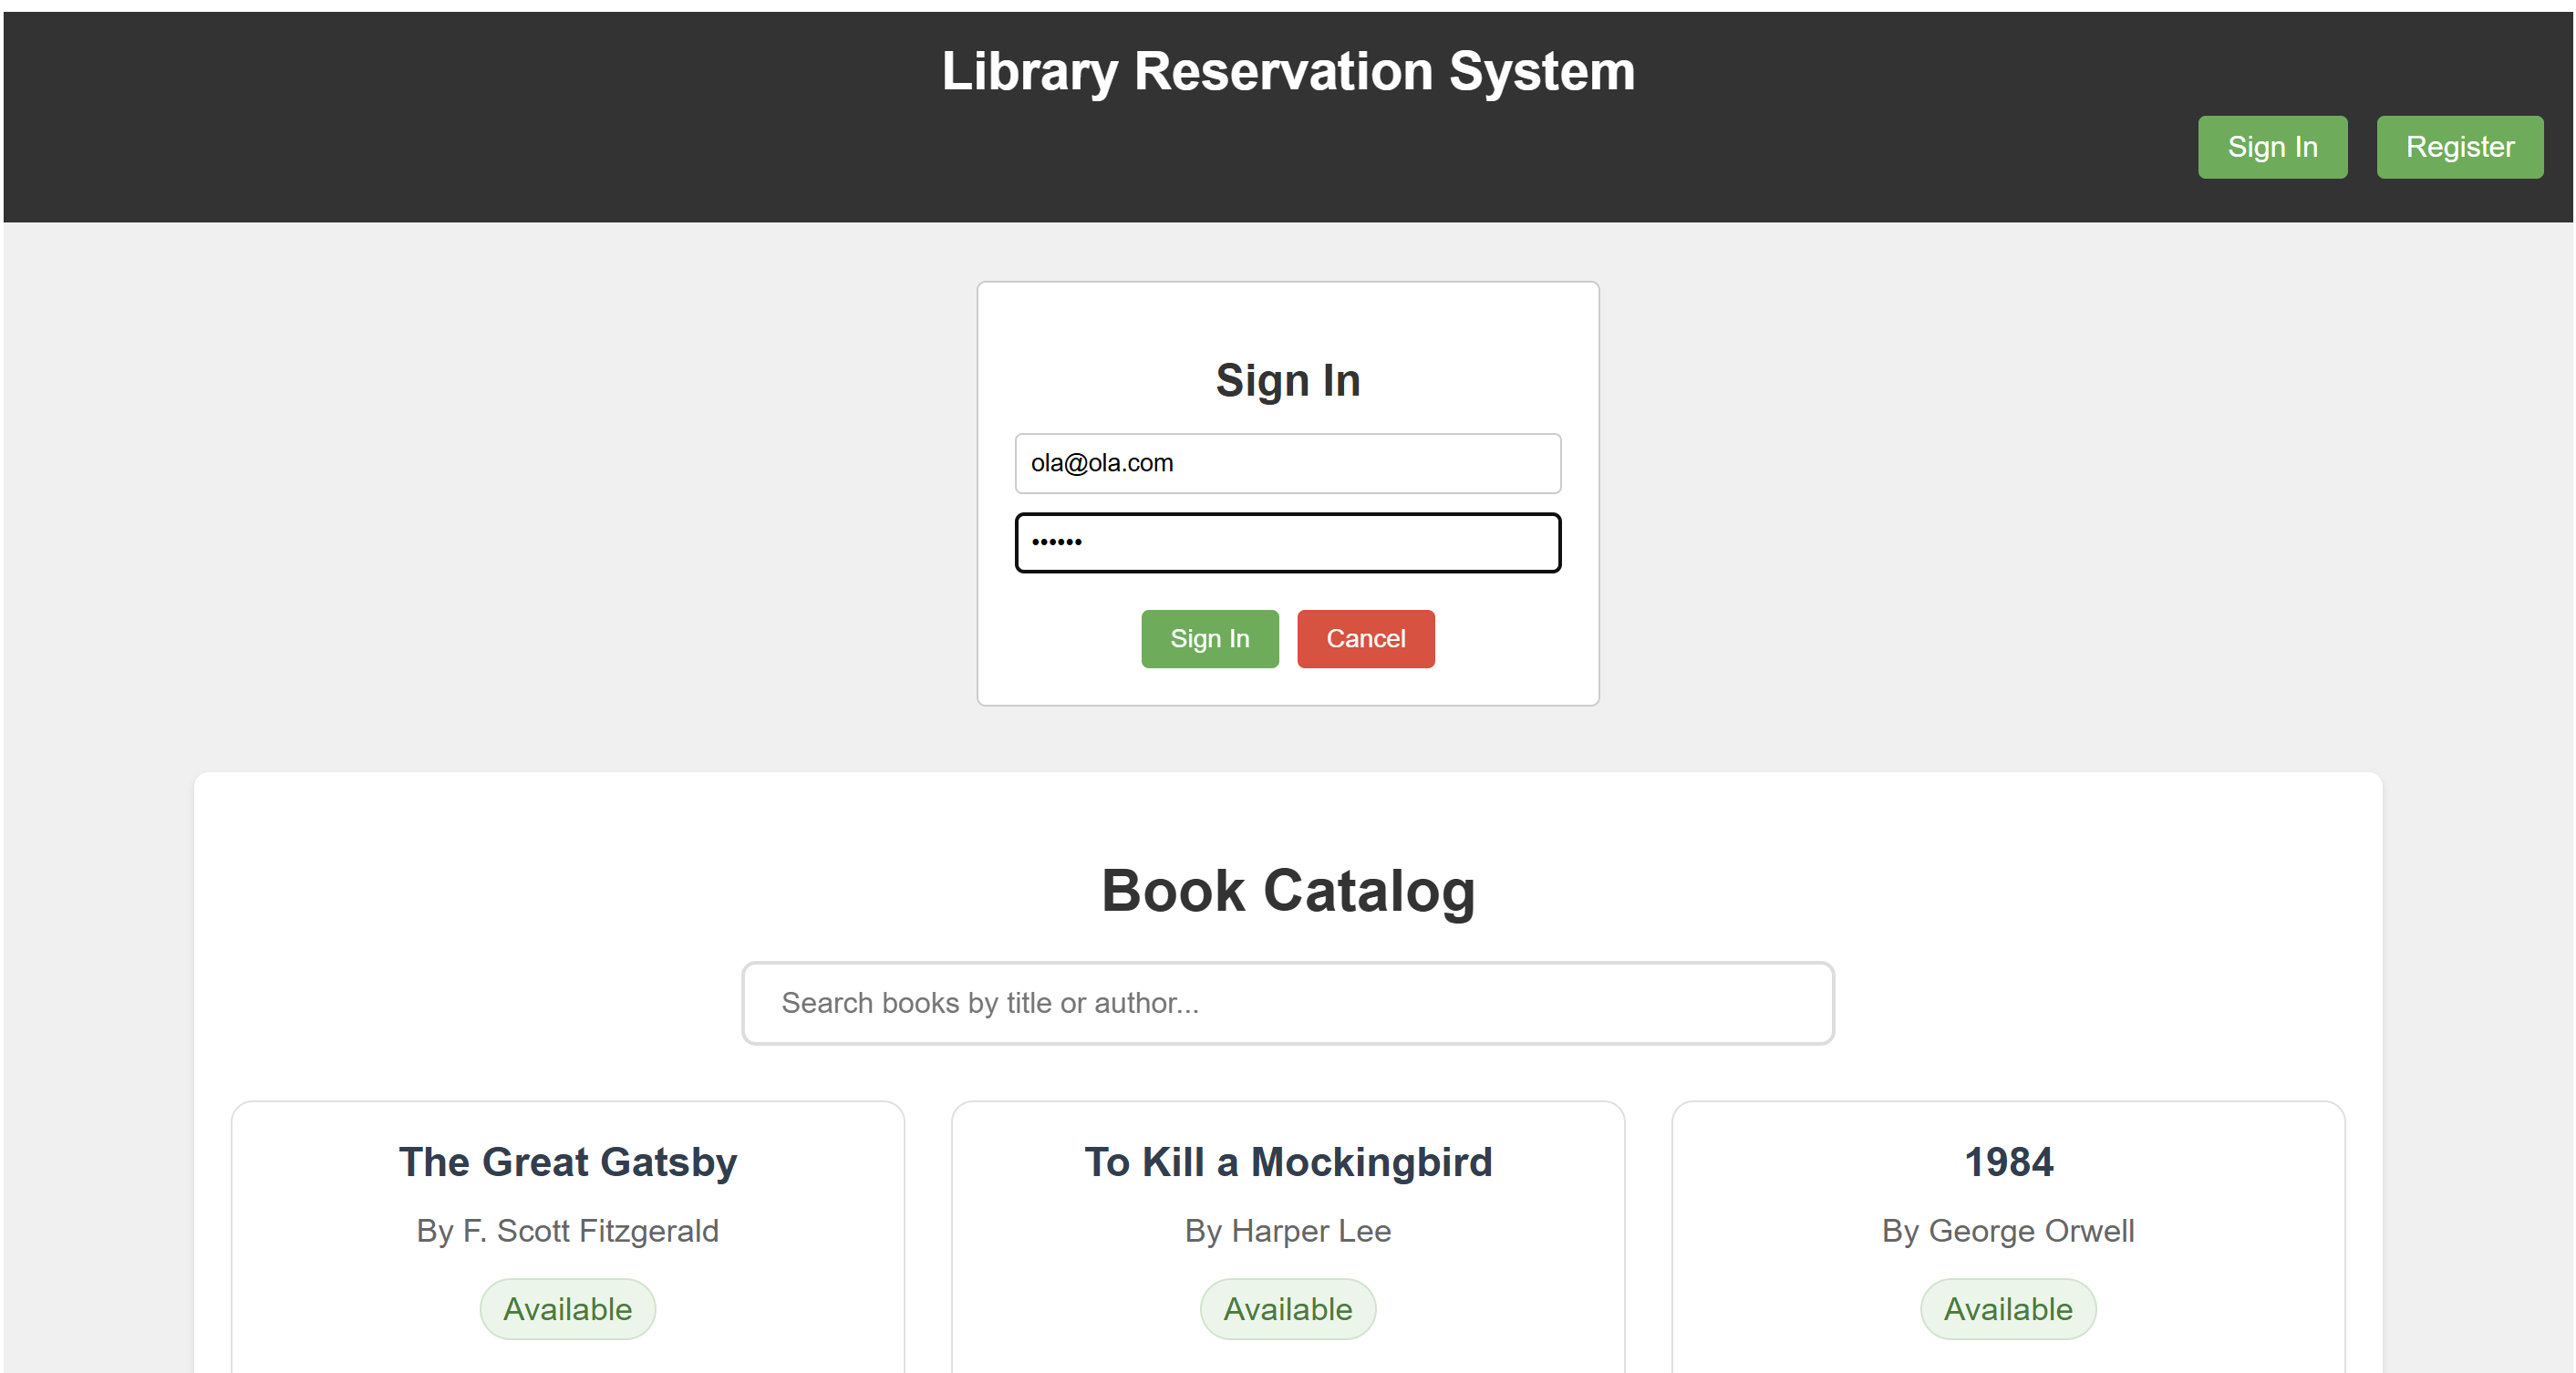 Library Reservation System
Sign In Register
Sign In
ola@ola.com
••••••
Sign In Cancel
Book Catalog
Search books by title or author...
The Great Gatsby
By F. Scott Fitzgerald
Available
To Kill a Mockingbird
By Harper Lee
Available
1984
By George Orwell
Available